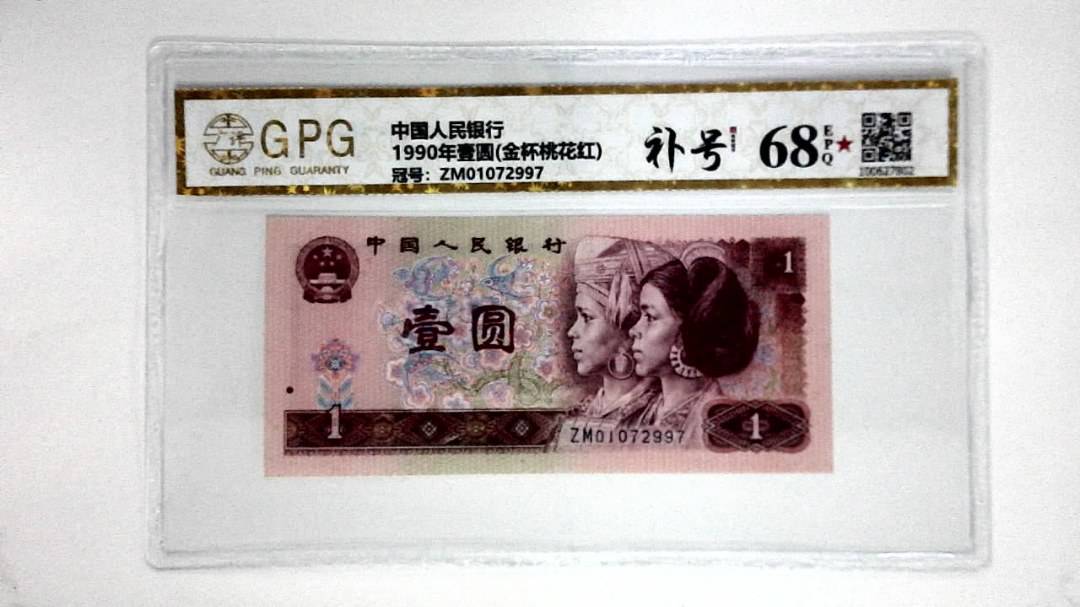 GPG
GUANG PING GUARANTY
中国人民银行
1990年壹圆(金杯桃花红)
冠号: ZM01072997
补号
68
EPQ
100627802
中国人民银行
1
壹圆
1
ZM01072997
1